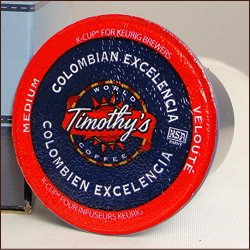 K-CUP® FOR KEURIG BREWERS
COLOMBIAN EXCELENCIA
MEDIUM
VELOUTÉ
WORLD
Timothy's
COFFEE
COLOMBIEN EXCELENCIA
K-CUP POUR INFUSEURS KEURIG